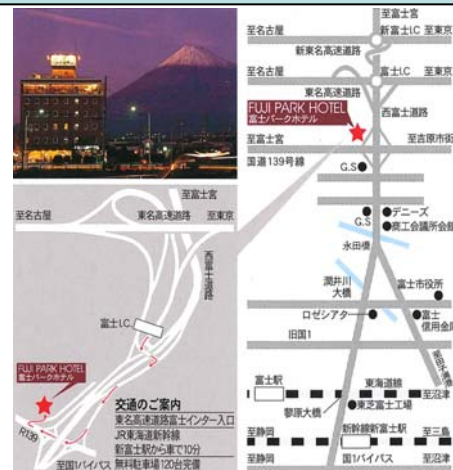 至富士宮
至名古屋
新富士I.C
至東京
新東名高速道路
至名古屋
富士I.C
至東京
東名高速道路
FUJI PARK HOTEL
富士パークホテル
西富士道路
至富士宮
至吉原市街
国道139号線
G.S
G.S
デニーズ
商工会議所会館
永田橋
潤井川
大橋
富士市役所
ロゼシアター
富士
信用金庫
旧国1
至田子浦港
富士駅
東海道線
至沼津
蓼原大橋
東芝富士工場
至静岡
新幹線新富士駅
至三島
至静岡
国1バイパス
至沼津
至富士宮
至名古屋
東名高速道路
至東京
西富士道路
富士I.C.
FUJI PARK HOTEL
富士パークホテル
R139
至国1バイパス
交通のご案内
東名高速道路富士インター入口
JR東海道新幹線
新富士駅から車で10分
無料駐車場120台完備